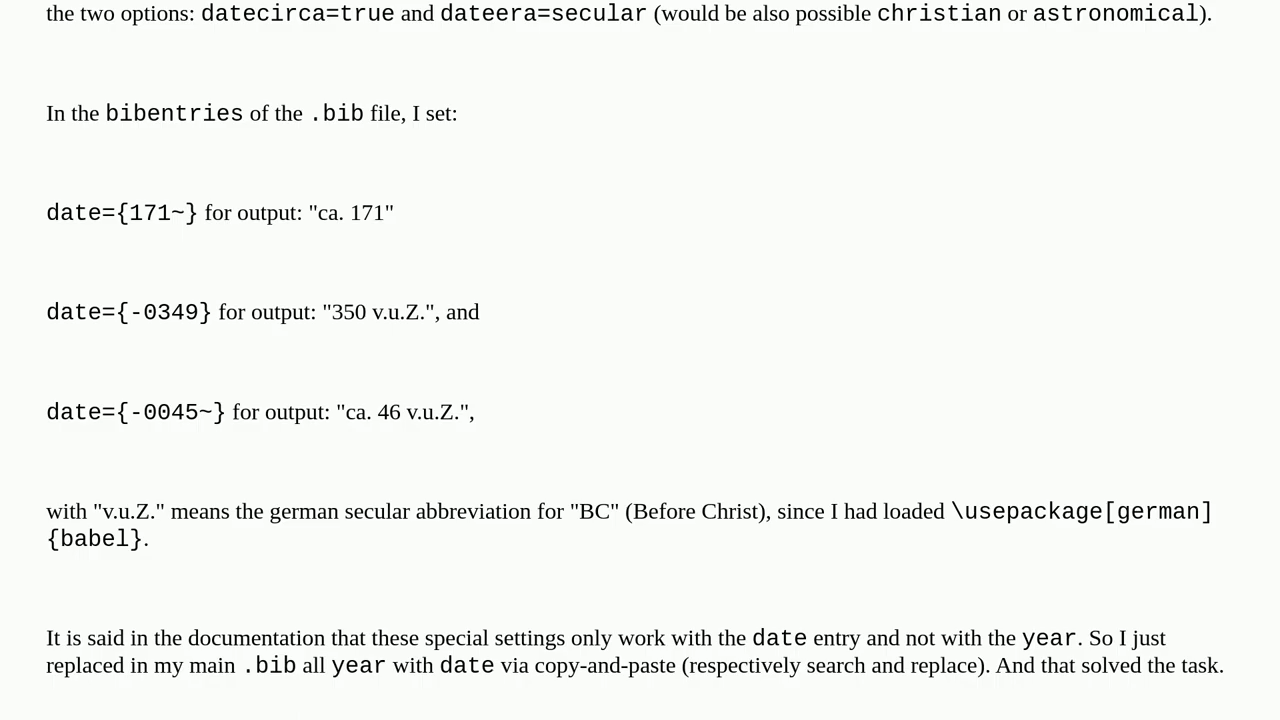 the two options: datecirca=true and dateera=secular (would be also possible christian or astronomical).
In the bibentries of the .bib file, I set:
date={171~} for output: "ca. 171"
date={-0349} for output: "350 v.u.Z.", and
date={-0045~} for output: "ca. 46 v.u.Z.",
with "v.u.Z." means the german secular abbreviation for "BC" (Before Christ), since I had loaded \usepackage[german]
{babel}.
It is said in the documentation that these special settings only work with the date entry and not with the year. So I just
replaced in my main .bib all year with date via copy-and-paste (respectively search and replace). And that solved the task.